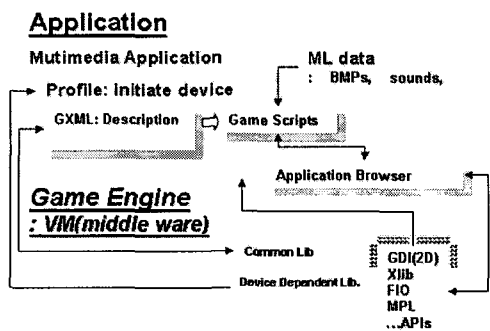 Application
Mutimedia Application
ML data
: BMPs, sounds,
Profile: Initiate device
GXML: Description
Game Scripts
Application Browser
Game Engine
: VM(middle ware)
Common Lib
Device Dependent Lib.
GDI(2D)
Xlib
FIO
MPL
...APIs